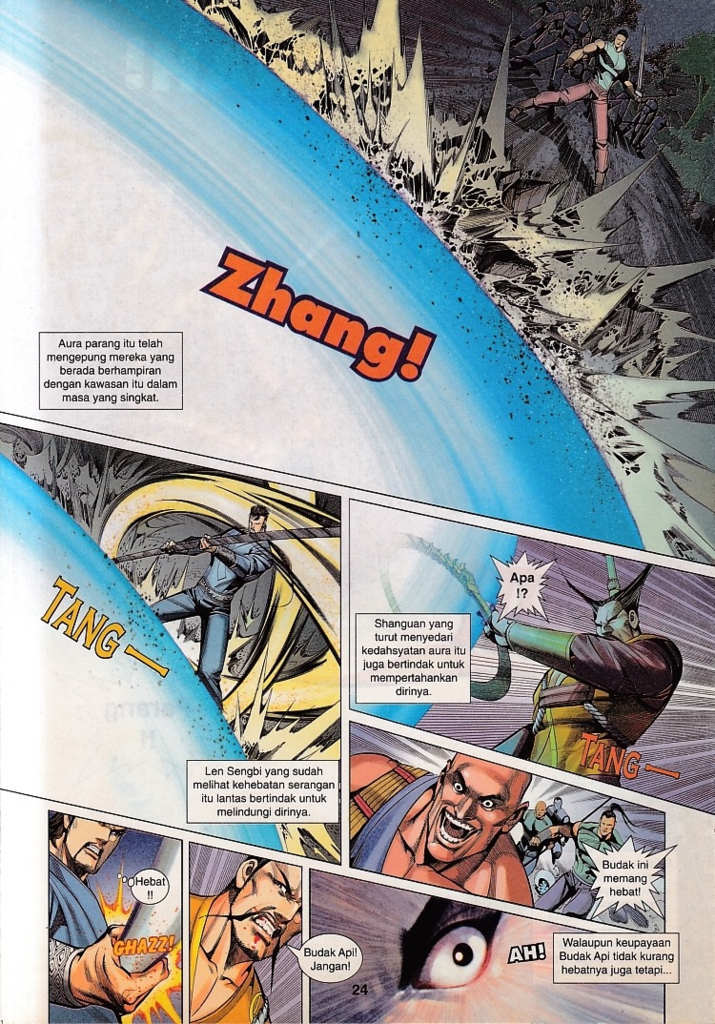 Zhang!
Aura parang itu telah
mengepung mereka yang
berada berhampiran
dengan kawasan itu dalam
masa yang singkat.
TANG—
Len Sengbi yang sudah
melihat kehebatan serangan
itu lantas bertindak untuk
melindungi dirinya.
Apa
!?
Shanguan yang
turut menyedari
kedahsyatan aura itu
juga bertindak untuk
mempertahankan
dirinya.
TANG—
Budak ini
memang
hebat!
Hebat
!!
GHAZZ!
Budak Api!
Jangan!
AH!
Walaupun keupayaan
Budak Api tidak kurang
hebatnya juga tetapi...
24